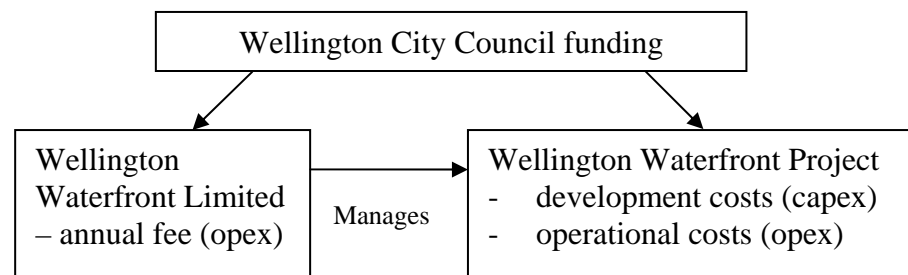 Wellington City Council funding
Wellington
Waterfront Limited
– annual fee (opex)
Manages
Wellington Waterfront Project
- development costs (capex)
- operational costs (opex)